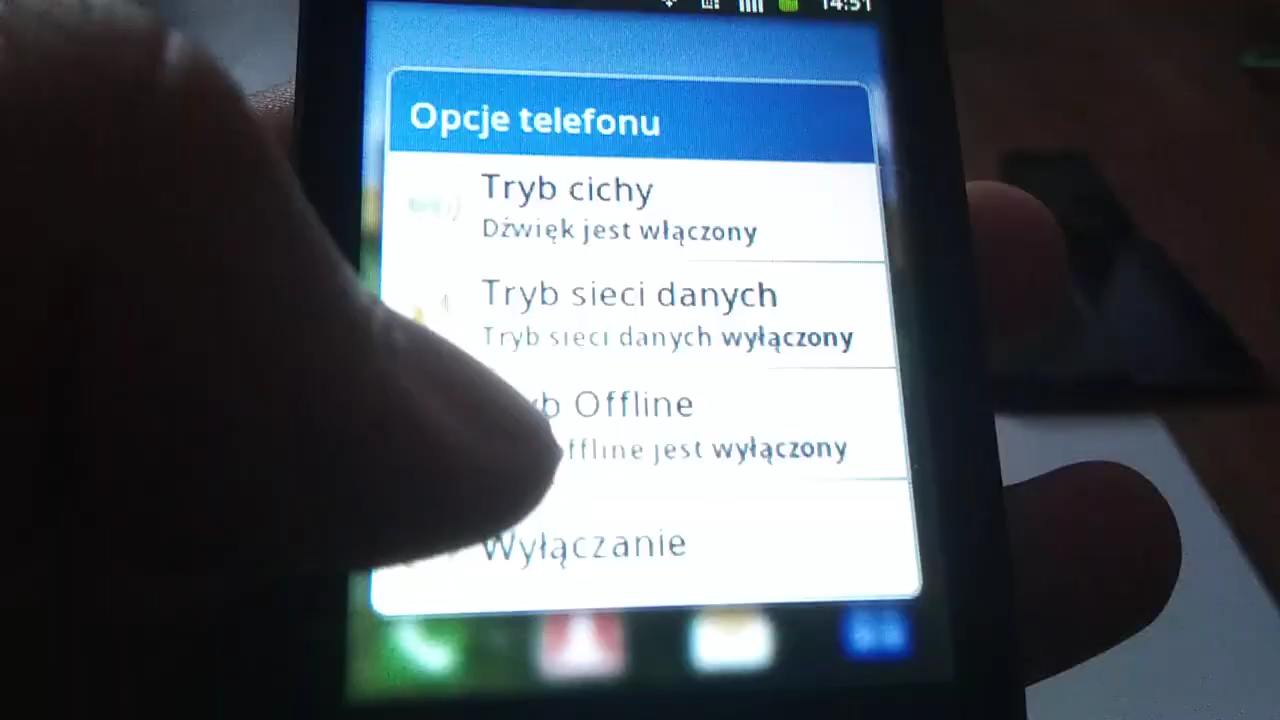 14:51
Opcje telefonu
Tryb cichy
Dźwięk jest włączony
Tryb sieci danych
Tryb sieci danych wyłączony
Offline
jest wyłączony
Wyłączanie